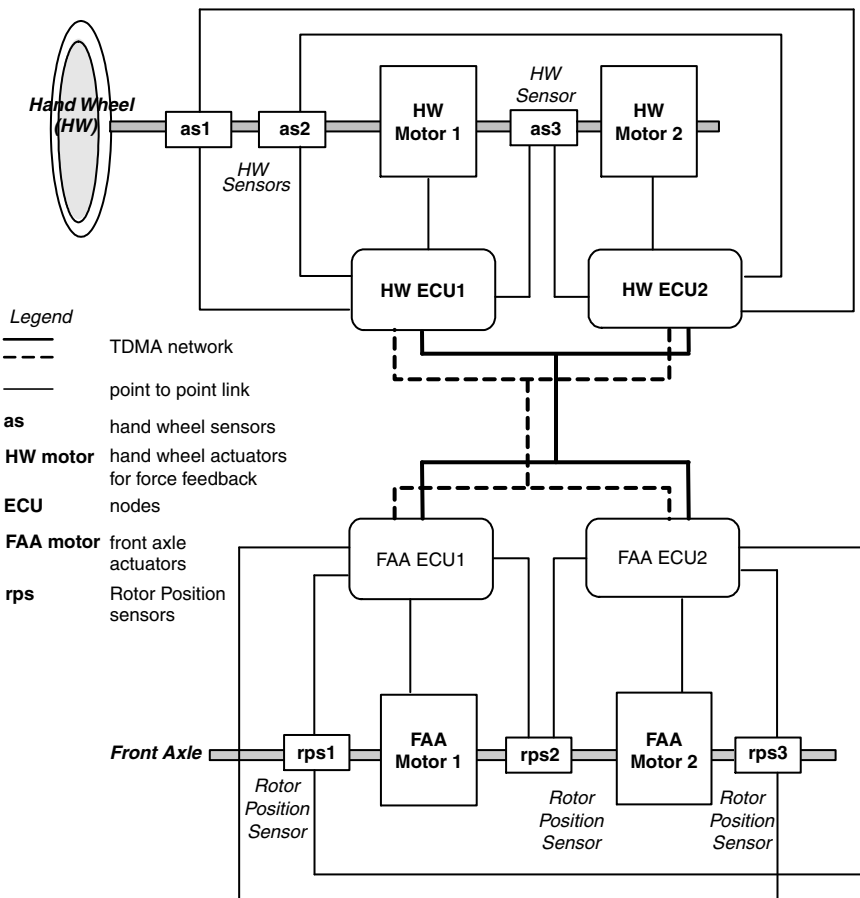 Hand Wheel
(HW)
as1
as2
HW
Sensors
HW
Motor 1
HW
Sensor
as3
HW
Motor 2
HW ECU1
HW ECU2
Legend
TDMA network
point to point link
as hand wheel sensors
HW motor hand wheel actuators
for force feedback
ECU nodes
FAA motor front axle
actuators
rps Rotor Position
sensors
FAA ECU1
FAA ECU2
Front Axle
rps1
FAA
Motor 1
rps2
FAA
Motor 2
rps3
Rotor
Position
Sensor
Rotor
Position
Sensor
Rotor
Position
Sensor